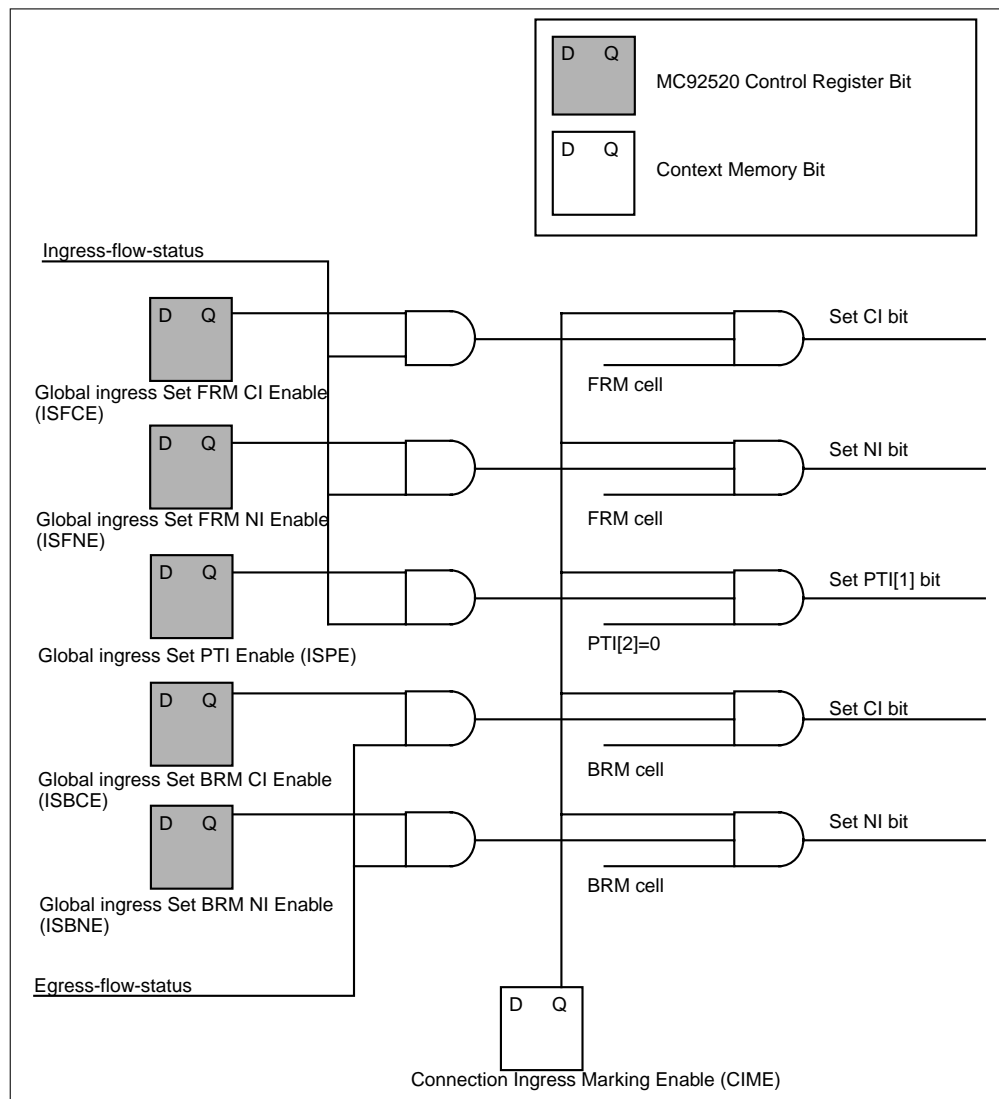 D Q
MC92520 Control Register Bit
D Q
Context Memory Bit
Ingress-flow-status
D Q
Set CI bit
FRM cell
Global ingress Set FRM CI Enable
(ISFCE)
D Q
Set NI bit
FRM cell
Global ingress Set FRM NI Enable
(ISFNE)
D Q
Set PTI[1] bit
PTI[2]=0
Global ingress Set PTI Enable (ISPE)
D Q
Set CI bit
BRM cell
Global ingress Set BRM CI Enable
(ISBCE)
D Q
Set NI bit
BRM cell
Global ingress Set BRM NI Enable
(ISBNE)
Egress-flow-status
D Q
Connection Ingress Marking Enable (CIME)